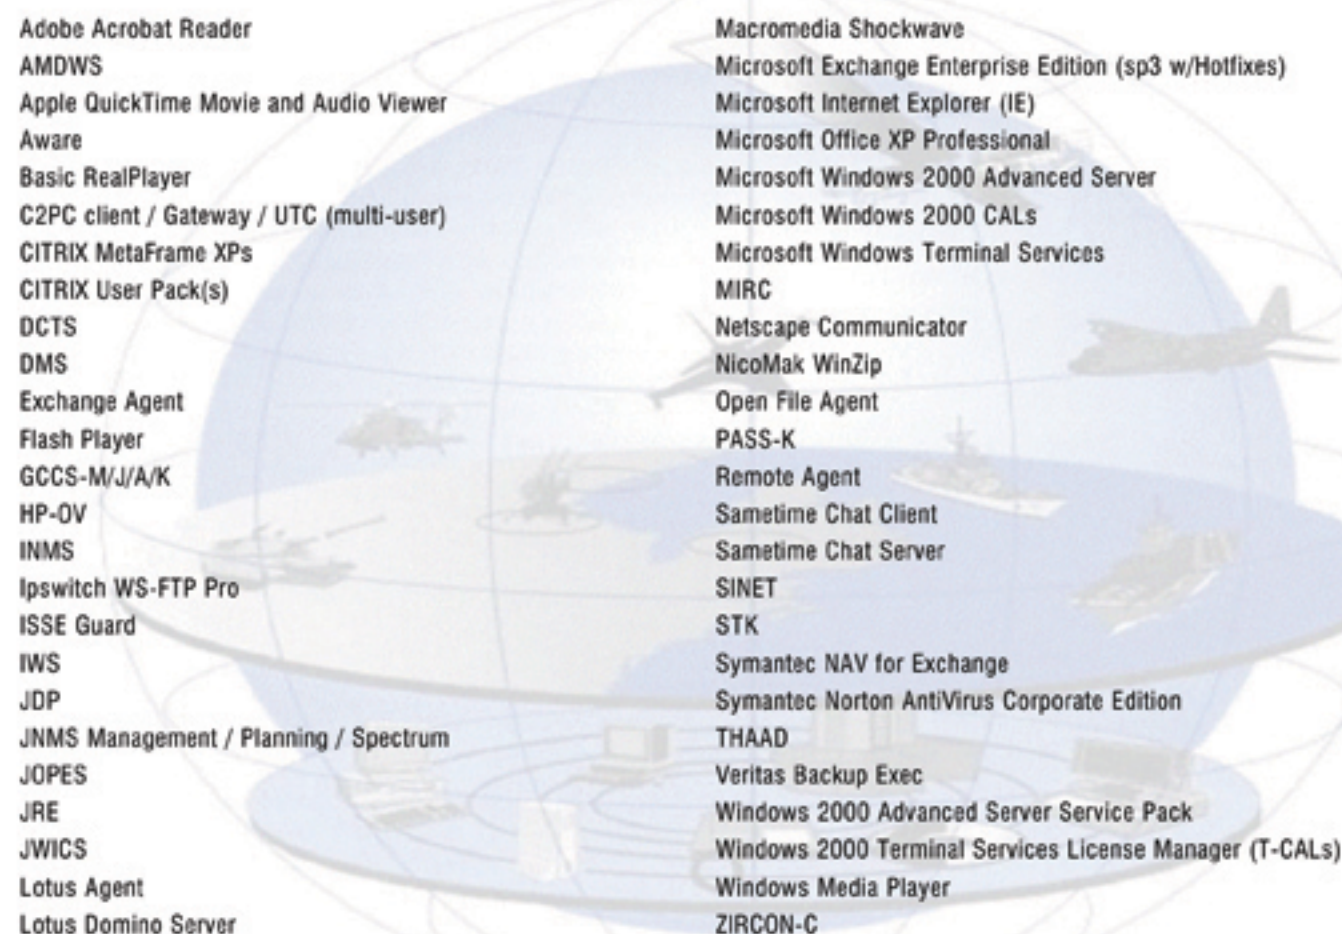 Adobe Acrobat Reader
AMDWS
Apple QuickTime Movie and Audio Viewer
Aware
Basic RealPlayer
C2PC client / Gateway / UTC (multi-user)
CITRIX MetaFrame XPs
CITRIX User Pack(s)
DCTS
DMS
Exchange Agent
Flash Player
GCCS-M/J/A/K
HP-OV
INMS
Ipswitch WS-FTP Pro
ISSE Guard
IWS
JDP
JNMS Management / Planning / Spectrum
JOPES
JRE
JWICS
Lotus Agent
Lotus Domino Server
Macromedia Shockwave
Microsoft Exchange Enterprise Edition (sp3 w/Hotfixes)
Microsoft Internet Explorer (IE)
Microsoft Office XP Professional
Microsoft Windows 2000 Advanced Server
Microsoft Windows 2000 CALs
Microsoft Windows Terminal Services
MIRC
Netscape Communicator
NicoMak WinZip
Open File Agent
PASS-K
Remote Agent
Sametime Chat Client
Sametime Chat Server
SINET
STK
Symantec NAV for Exchange
Symantec Norton AntiVirus Corporate Edition
THAAD
Veritas Backup Exec
Windows 2000 Advanced Server Service Pack
Windows 2000 Terminal Services License Manager (T-CALs)
Windows Media Player
ZIRCON-C